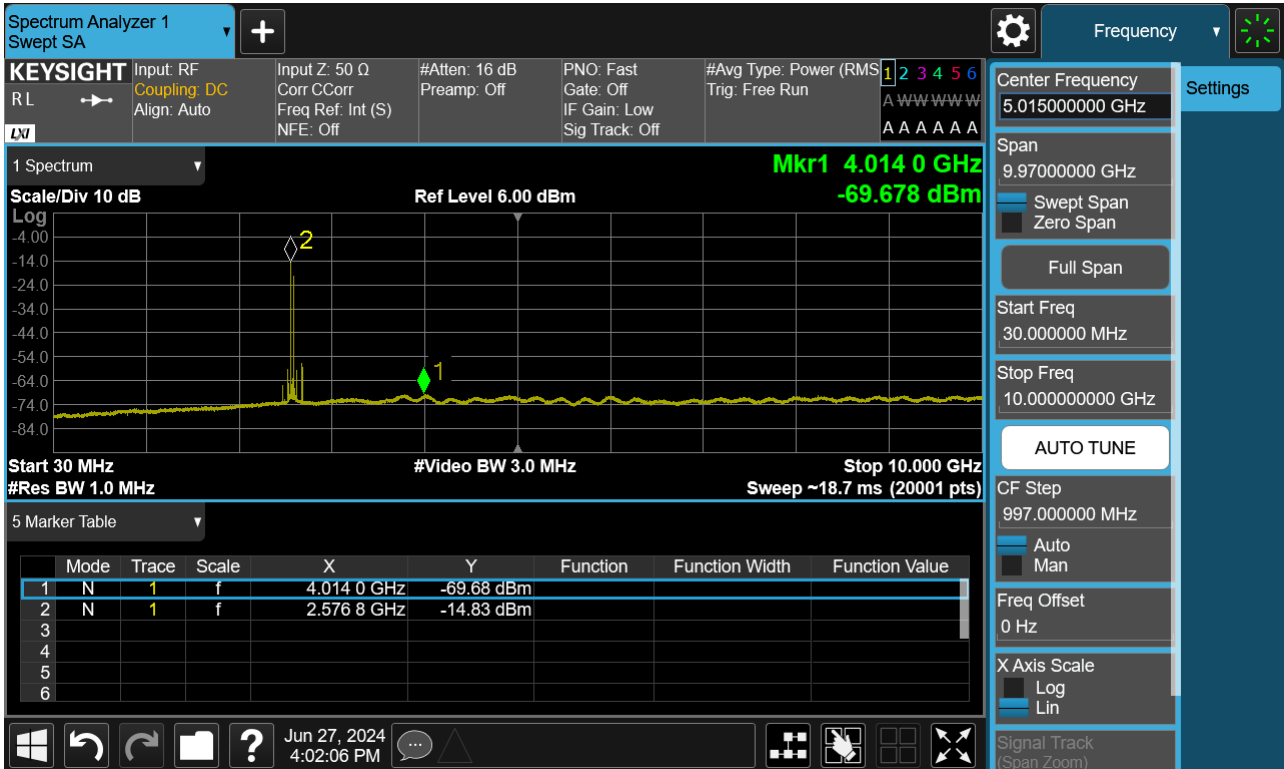 Spectrum Analyzer 1
Swept SA
+
Frequency
KEYSIGHT
R L
LXI
Input: RF
Coupling: DC
Align: Auto
Input Z: 50 Ω
Corr CCorr
Freq Ref: Int (S)
NFE: Off
#Atten: 16 dB
Preamp: Off
PNO: Fast
Gate: Off
IF Gain: Low
Sig Track: Off
#Avg Type: Power (RMS
Trig: Free Run
1 2 3 4 5 6
A W W W W W
A A A A A A
1 Spectrum
Mkr1 4.014 0 GHz
-69.678 dBm
Scale/Div 10 dB
Ref Level 6.00 dBm
Log
-4.00
-14.0
-24.0
-34.0
-44.0
-54.0
-64.0
-74.0
-84.0
2
1
Start 30 MHz
#Video BW 3.0 MHz
Stop 10.000 GHz
#Res BW 1.0 MHz
Sweep ~18.7 ms (20001 pts)
5 Marker Table
Mode Trace Scale X Y Function Function Width Function Value
1 N 1 f 4.014 0 GHz -69.68 dBm
2 N 1 f 2.576 8 GHz -14.83 dBm
3
4
5
6
?
Jun 27, 2024
4:02:06 PM
Center Frequency
5.015000000 GHz
Span
9.97000000 GHz
Swept Span
Zero Span
Full Span
Start Freq
30.000000 MHz
Stop Freq
10.000000000 GHz
AUTO TUNE
CF Step
997.000000 MHz
Auto
Man
Freq Offset
0 Hz
X Axis Scale
Log
Lin
Signal Track
(Span Zoom)
Settings